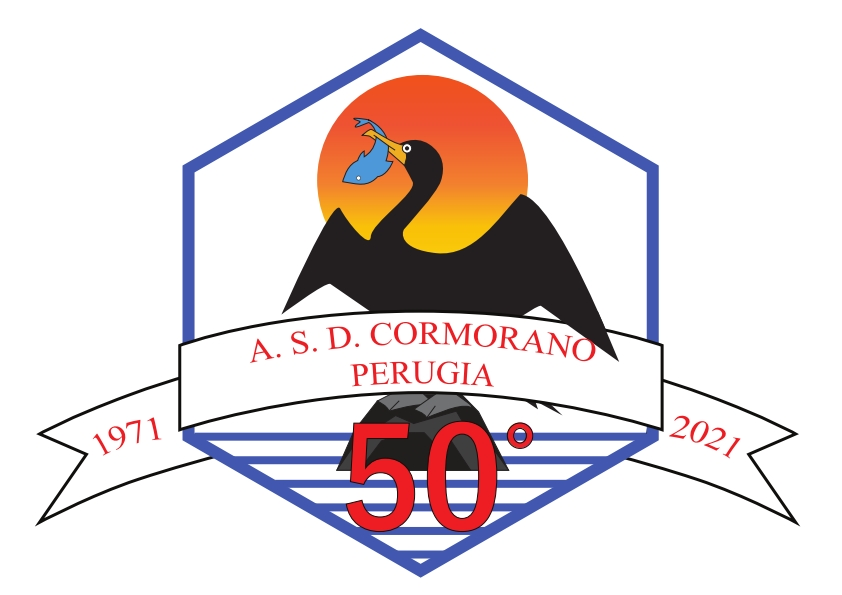 A. S. D. CORMORANO
PERUGIA
1971
2021
50°